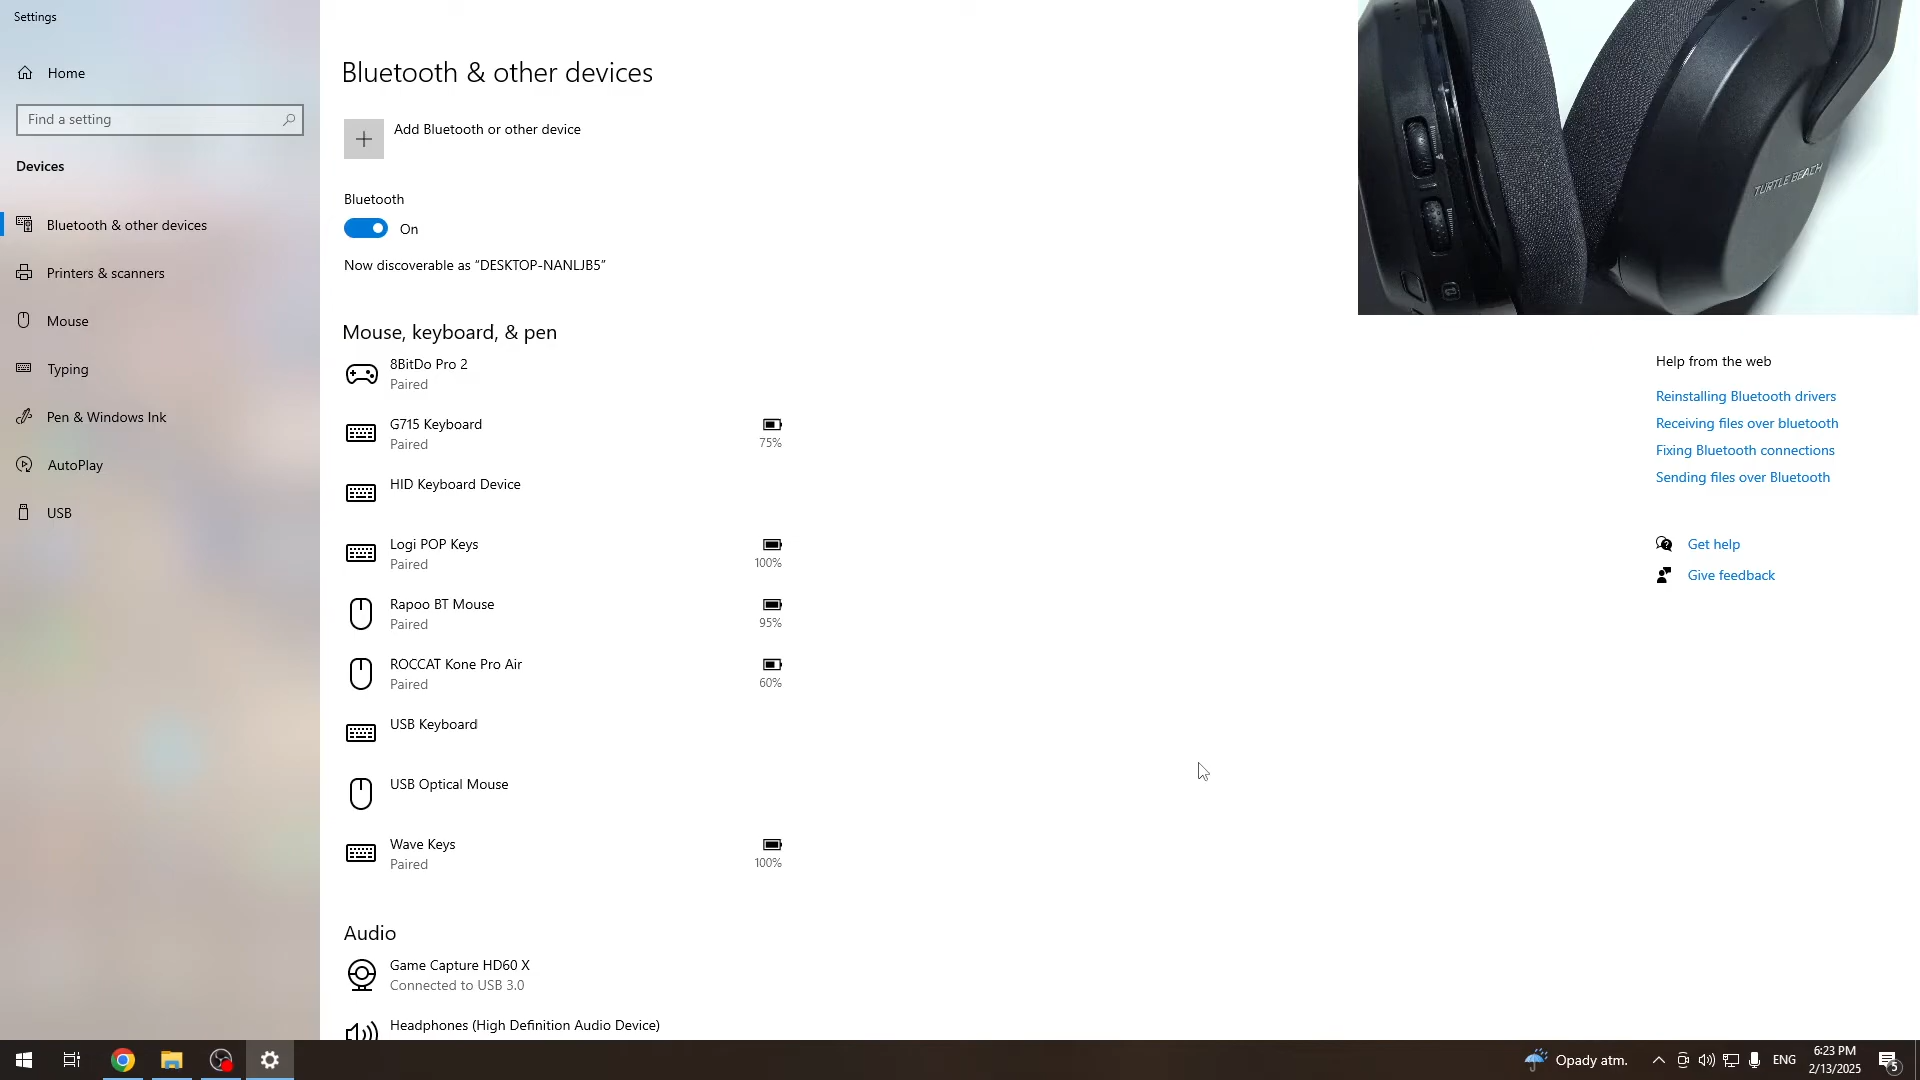 Settings
Home
Find a setting
Devices
Bluetooth & other devices
Printers & scanners
Mouse
Typing
Pen & Windows Ink
AutoPlay
USB
Bluetooth & other devices
Add Bluetooth or other device
Bluetooth
On
Now discoverable as “DESKTOP-NANLJB5”
Mouse, keyboard, & pen
8BitDo Pro 2
Paired
G715 Keyboard
Paired
75%
HID Keyboard Device
Logi POP Keys
Paired
100%
Rapoo BT Mouse
Paired
95%
ROCCAT Kone Pro Air
Paired
60%
USB Keyboard
USB Optical Mouse
Wave Keys
Paired
100%
Audio
Game Capture HD60 X
Connected to USB 3.0
Headphones (High Definition Audio Device)
TURTLE BEACH
Help from the web
Reinstalling Bluetooth drivers
Receiving files over bluetooth
Fixing Bluetooth connections
Sending files over Bluetooth
Get help
Give feedback
Opady atm.
ENG
6:23 PM
2/13/2025
5